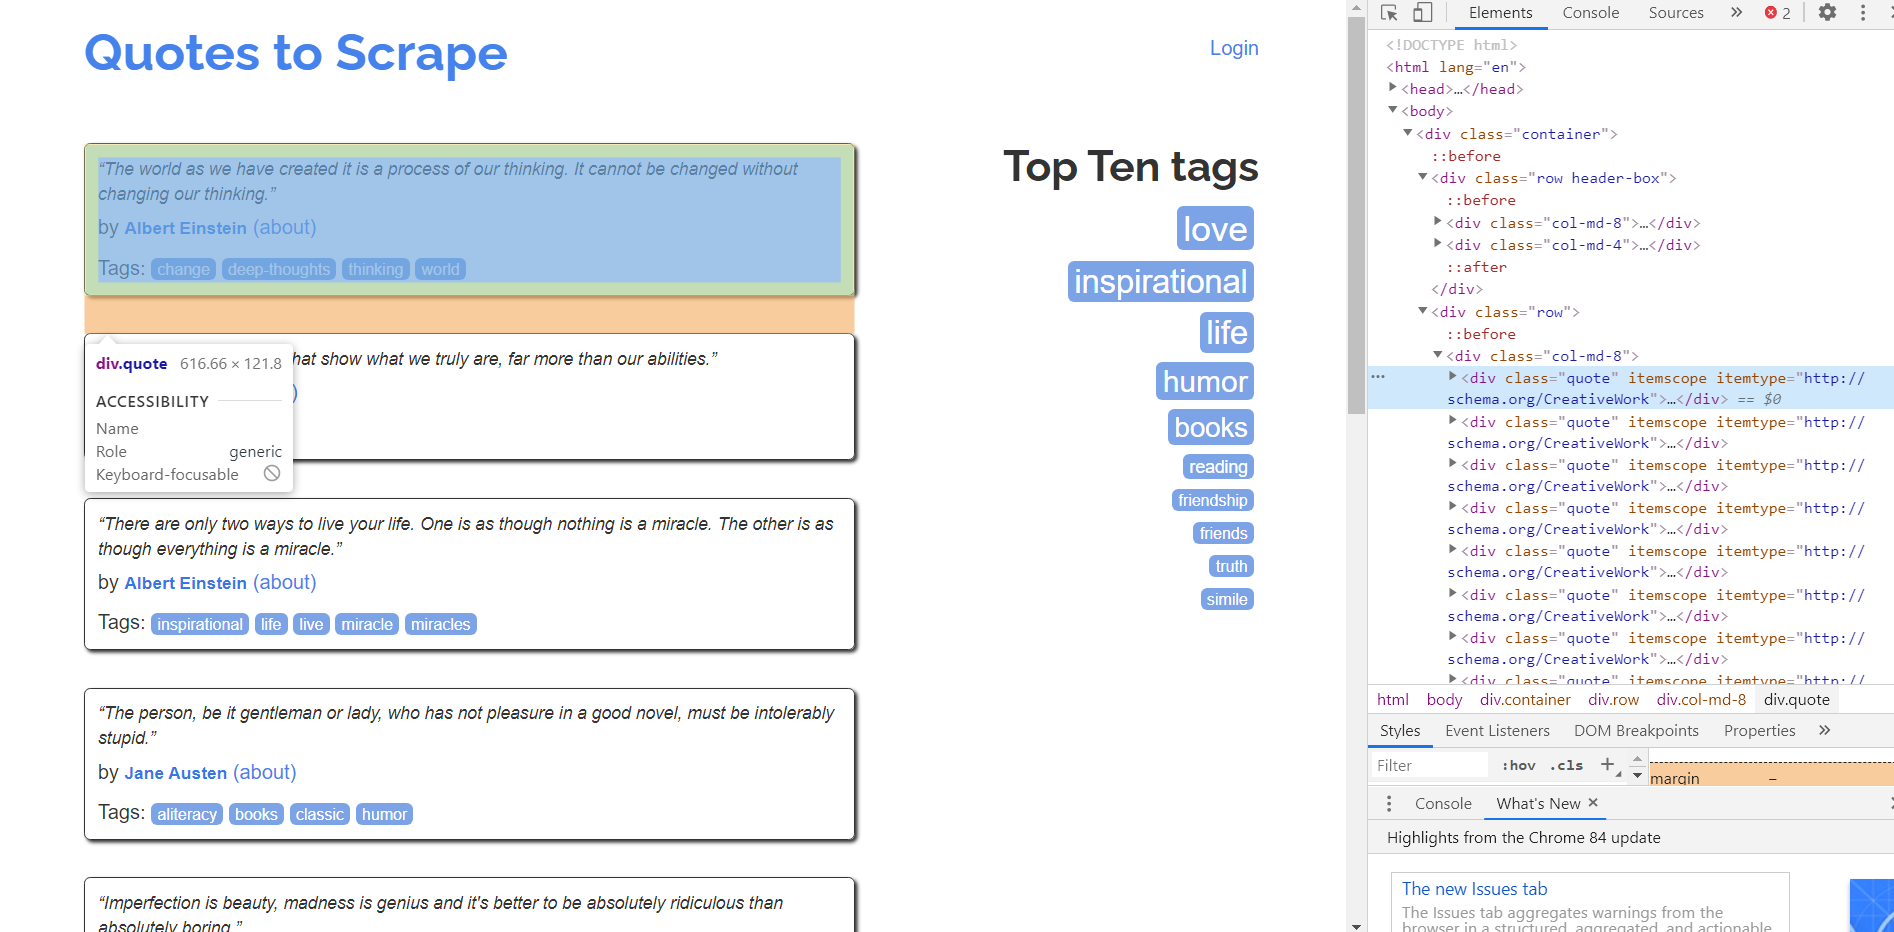 Quotes to Scrape
Login
“The world as we have created it is a process of our thinking. It cannot be changed without
changing our thinking.”
by Albert Einstein (about)
Tags: change deep-thoughts thinking world
hat show what we truly are, far more than our abilities.”
)
div.quote 616.66 × 121.8
ACCESSIBILITY
Name
Role generic
Keyboard-focusable
“There are only two ways to live your life. One is as though nothing is a miracle. The other is as
though everything is a miracle.”
by Albert Einstein (about)
Tags: inspirational life live miracle miracles
“The person, be it gentleman or lady, who has not pleasure in a good novel, must be intolerably
stupid.”
by Jane Austen (about)
Tags: aliteracy books classic humor
“Imperfection is beauty, madness is genius and it's better to be absolutely ridiculous than
absolutely boring.”
Top Ten tags
love
inspirational
life
humor
books
reading
friendship
friends
truth
simile
Elements Console Sources » 2
<!DOCTYPE html>
<html lang="en">
<head>…</head>
<body>
<div class="container">
::before
<div class="row header-box">
::before
<div class="col-md-8">…</div>
<div class="col-md-4">…</div>
::after
</div>
<div class="row">
::before
<div class="col-md-8">
<div class="quote" itemscope itemtype="http://
schema.org/CreativeWork">…</div> == $0
<div class="quote" itemscope itemtype="http://
schema.org/CreativeWork">…</div>
<div class="quote" itemscope itemtype="http://
schema.org/CreativeWork">…</div>
<div class="quote" itemscope itemtype="http://
schema.org/CreativeWork">…</div>
<div class="quote" itemscope itemtype="http://
schema.org/CreativeWork">…</div>
<div class="quote" itemscope itemtype="http://
schema.org/CreativeWork">…</div>
<div class="quote" itemscope itemtype="http://
schema.org/CreativeWork">…</div>
<div class="quote" itemscope itemtype="http://
html body div.container div.row div.col-md-8 div.quote
Styles Event Listeners DOM Breakpoints Properties »
Filter :hov .cls +
margin –
Console What's New ×
Highlights from the Chrome 84 update
The new Issues tab
The Issues tab aggregates warnings from the
browser in a structured, aggregated, and actionable